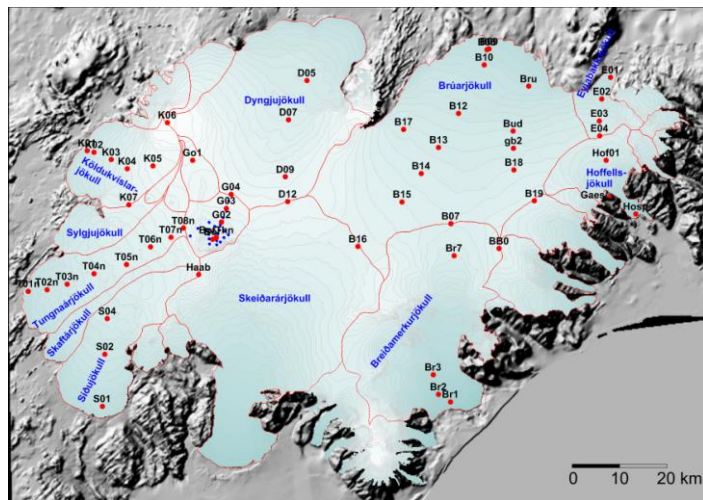 B10
Bru
E01
E02
Dyngjujökull
D05
Brúarjökull
B12
K06
D07
B17
Bud
E03
E04
K02
K03
K04
K05
Go1
B13
gb2
Hof01
Köldukvíslar-
jökull
D09
B14
B18
Hoffells-
jökull
K07
G04
G03
D12
B15
B19
Hosp
Sylgjujökull
T08n
G02
T07n
T06n
B07
B16
Br7
BB0
T05n
Haab
T04n
T03n
T02n
Tungnaárjökull
Skeiðarárjökull
Breiðamerkurjökull
Skaftárjökull
S04
S02
Síðujökull
S01
Br3
Br2
Br1
0 10 20 km